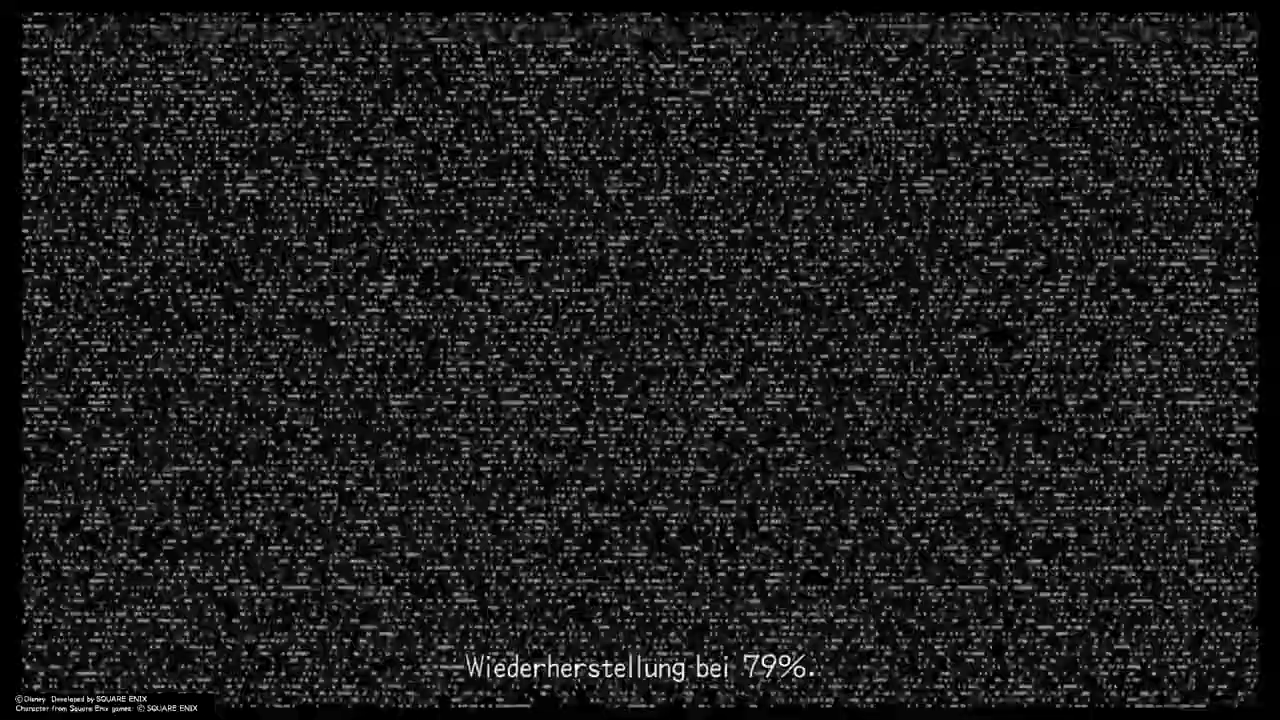 Wiederherstellung bei 79%.
© Disney. Developed by SQUARE ENIX
Character from Square Enix games: © SQUARE ENIX